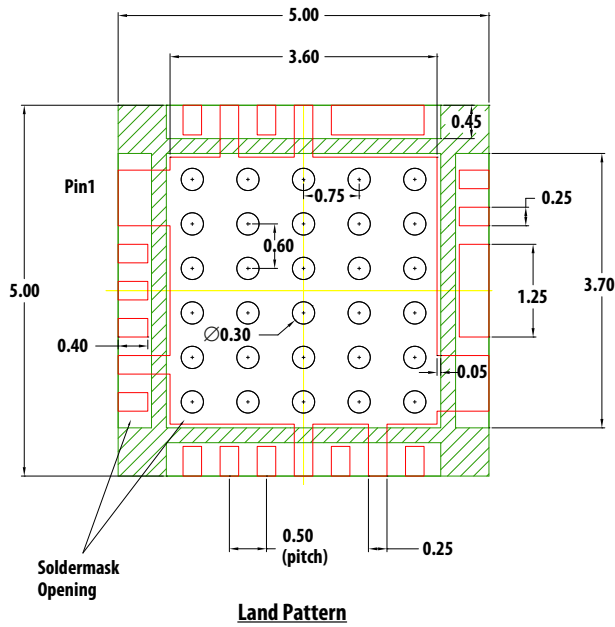 5.00
3.60
0.45
Pin1
0.75
0.25
0.60
5.00
1.25
3.70
∅0.30
0.40
0.05
0.50
(pitch)
0.25
Soldermask
Opening
Land Pattern